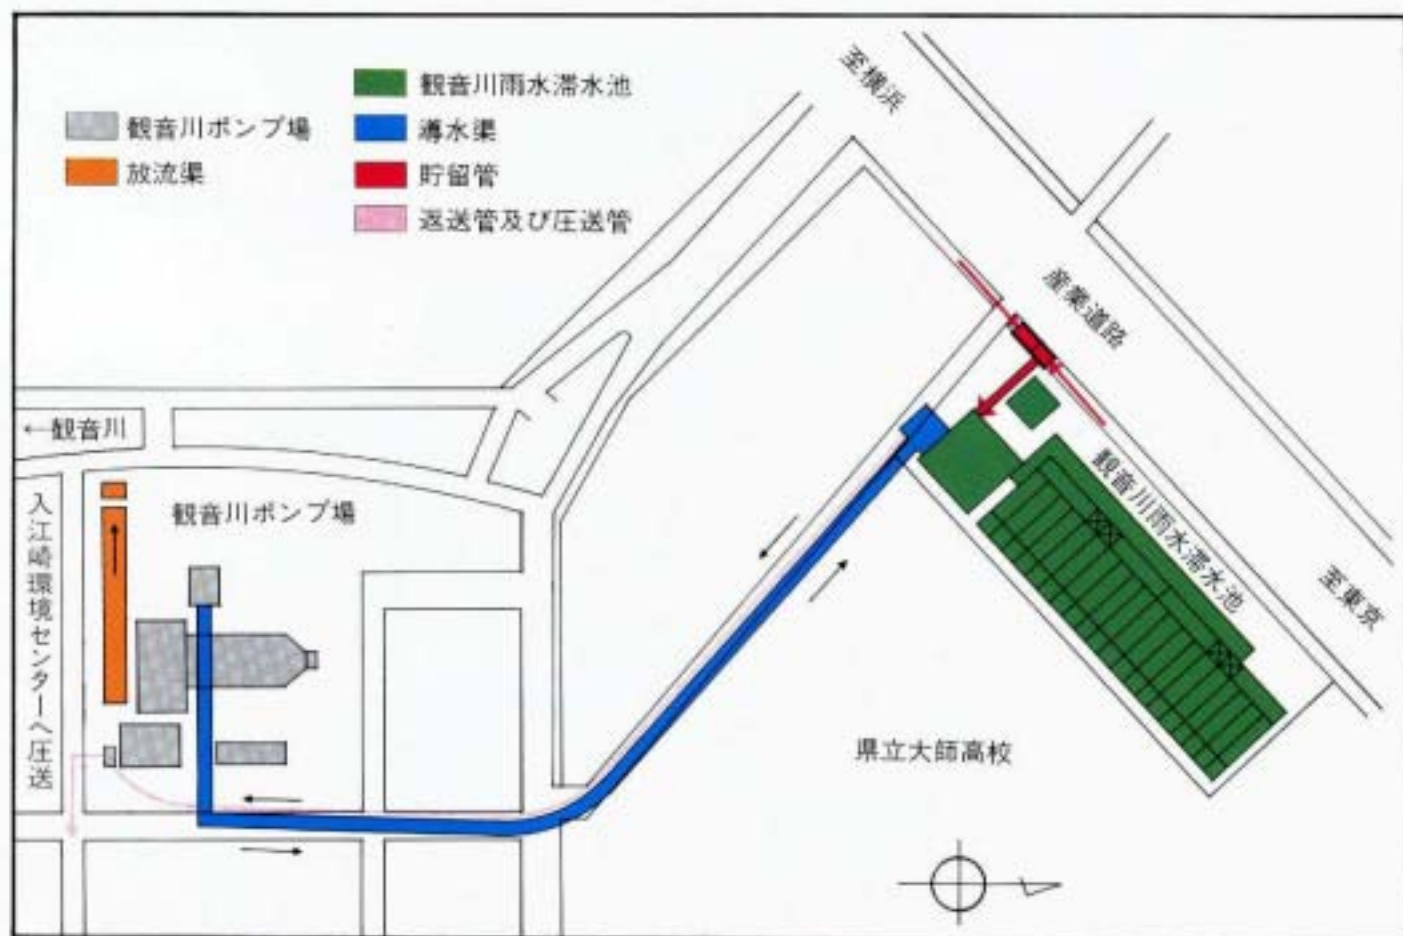 観音川ポンプ場
放流渠
観音川雨水滞水池
導水渠
貯留管
返送管及び圧送管
至横浜
産業道路
至東京
←観音川
入江崎環境センターへ圧送
観音川ポンプ場
観音川雨水滞水池
県立大師高校